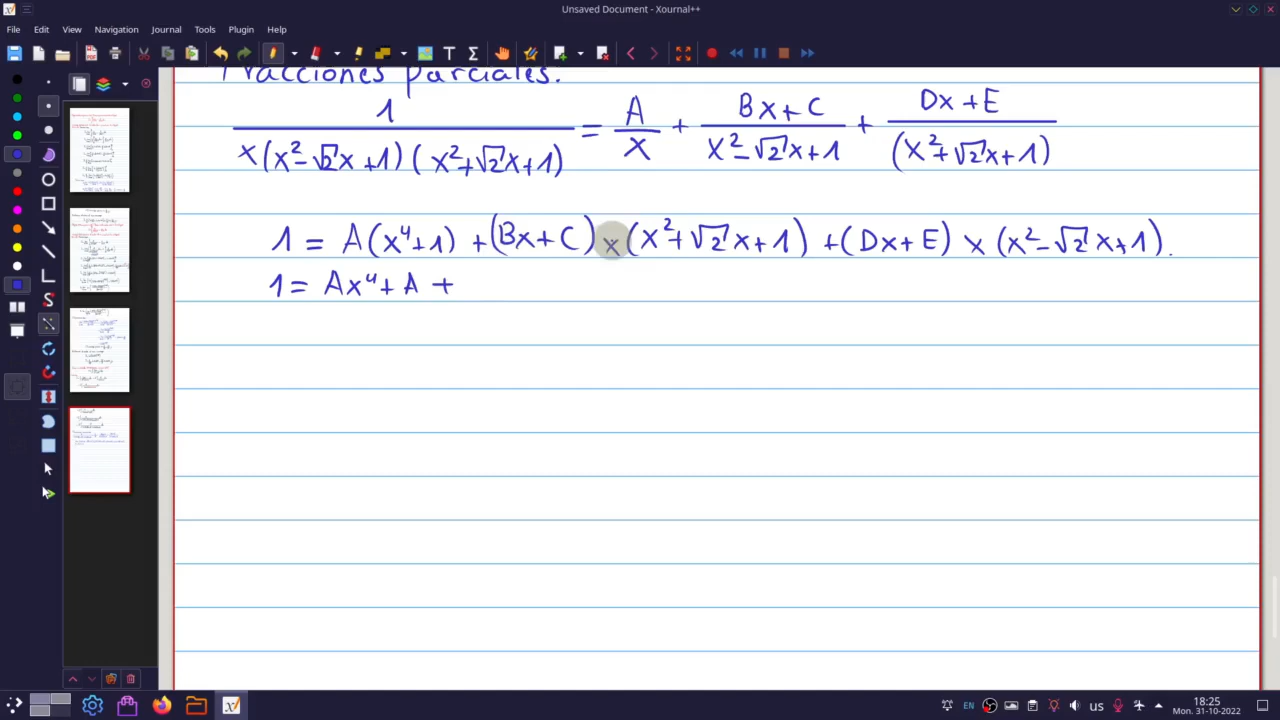 Unsaved Document - Xournal++
File Edit View Navigation Journal Tools Plugin Help
Fracciones parciales.
1/(x(x²-√2x+1)(x²+√2x+1)) = A/x + (Bx+C)/(x²-√2x+1) + (Dx+E)/((x²+√2x+1))
1 = A(x⁴+1) + (Bx+C)x(x²+√2x+1) + (Dx+E)x(x²-√2x+1).
1 = Ax⁴+A +
EN us 18:25
Mon. 31-10-2022